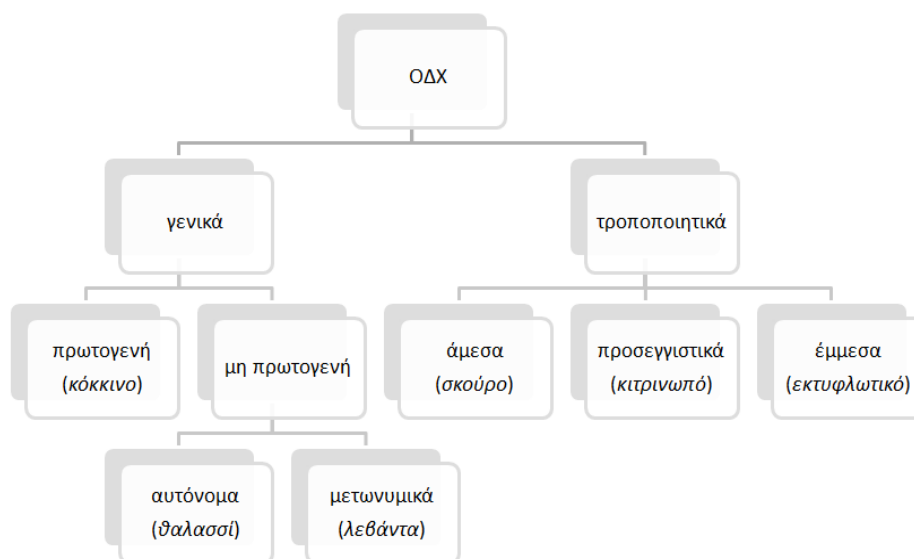 ΟΔΧ
γενικά
τροποποιητικά
πρωτογενή
(κόκκινο)
μη πρωτογενή
άμεσα
(σκούρο)
προσεγγιστικά
(κιτρινωπό)
έμμεσα
(εκτυφλωτικό)
αυτόνομα
(θαλασσί)
μετωνυμικά
(λεβάντα)